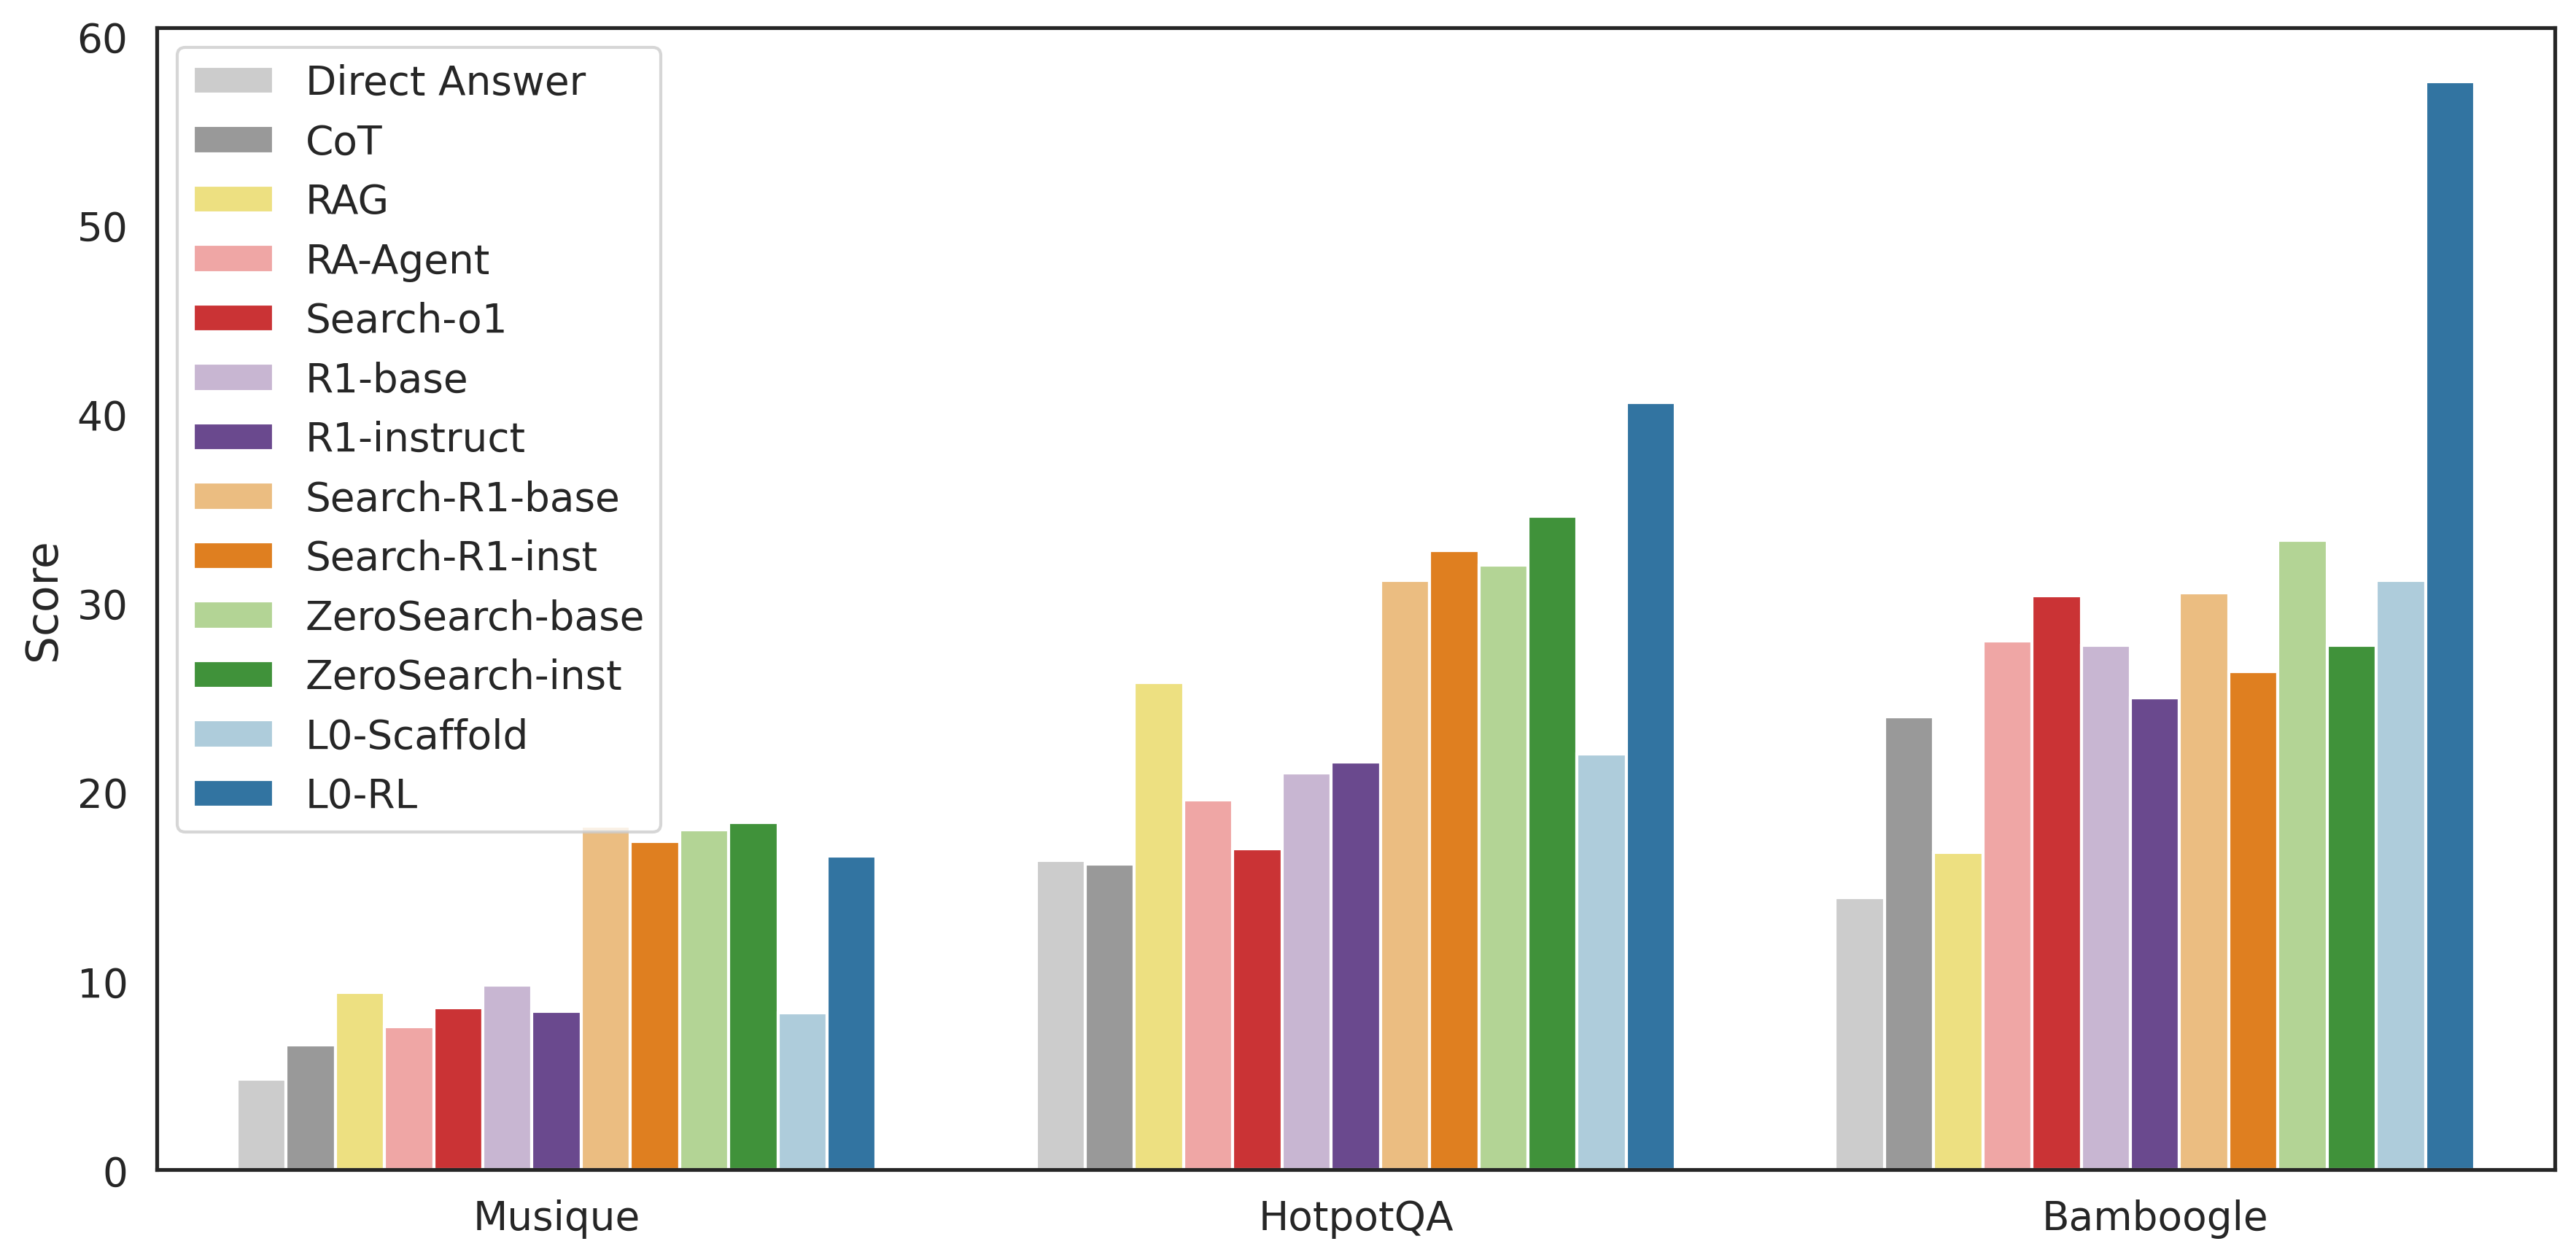 60
50
40
30
20
10
0
Score
Direct Answer
CoT
RAG
RA-Agent
Search-o1
R1-base
R1-instruct
Search-R1-base
Search-R1-inst
ZeroSearch-base
ZeroSearch-inst
L0-Scaffold
L0-RL
Musique
HotpotQA
Bamboogle